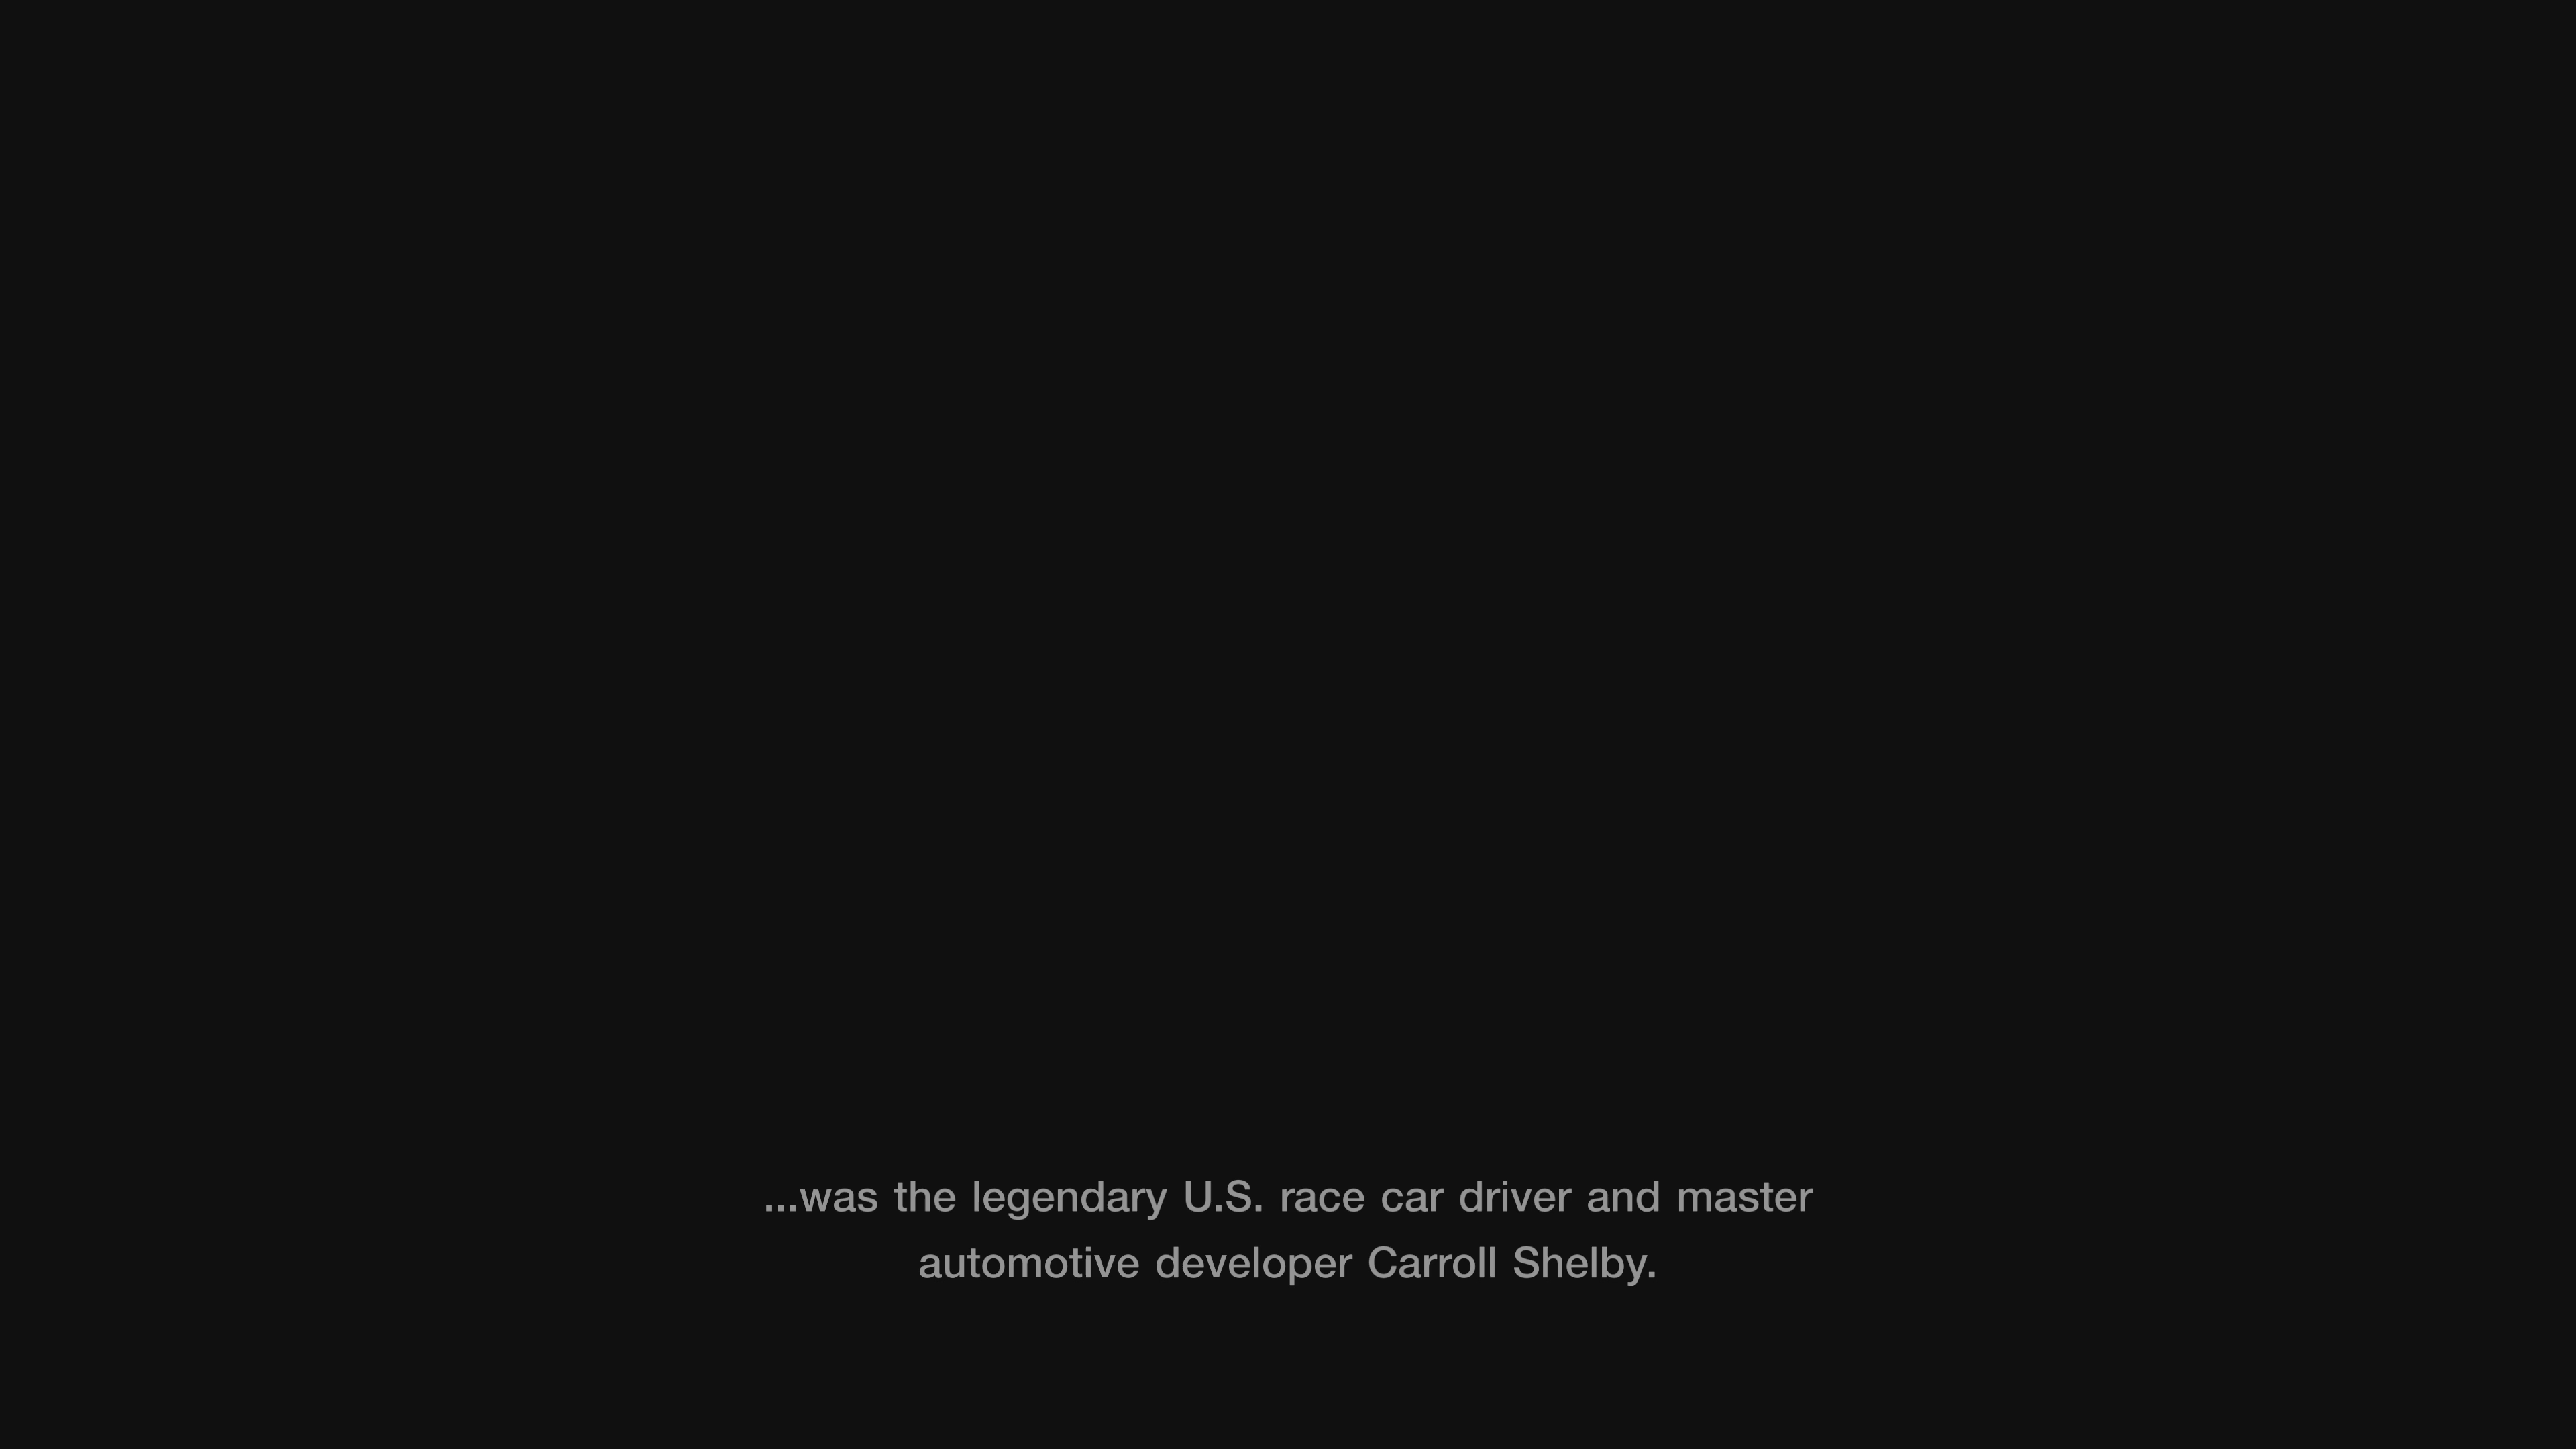 ...was the legendary U.S. race car driver and master
automotive developer Carroll Shelby.